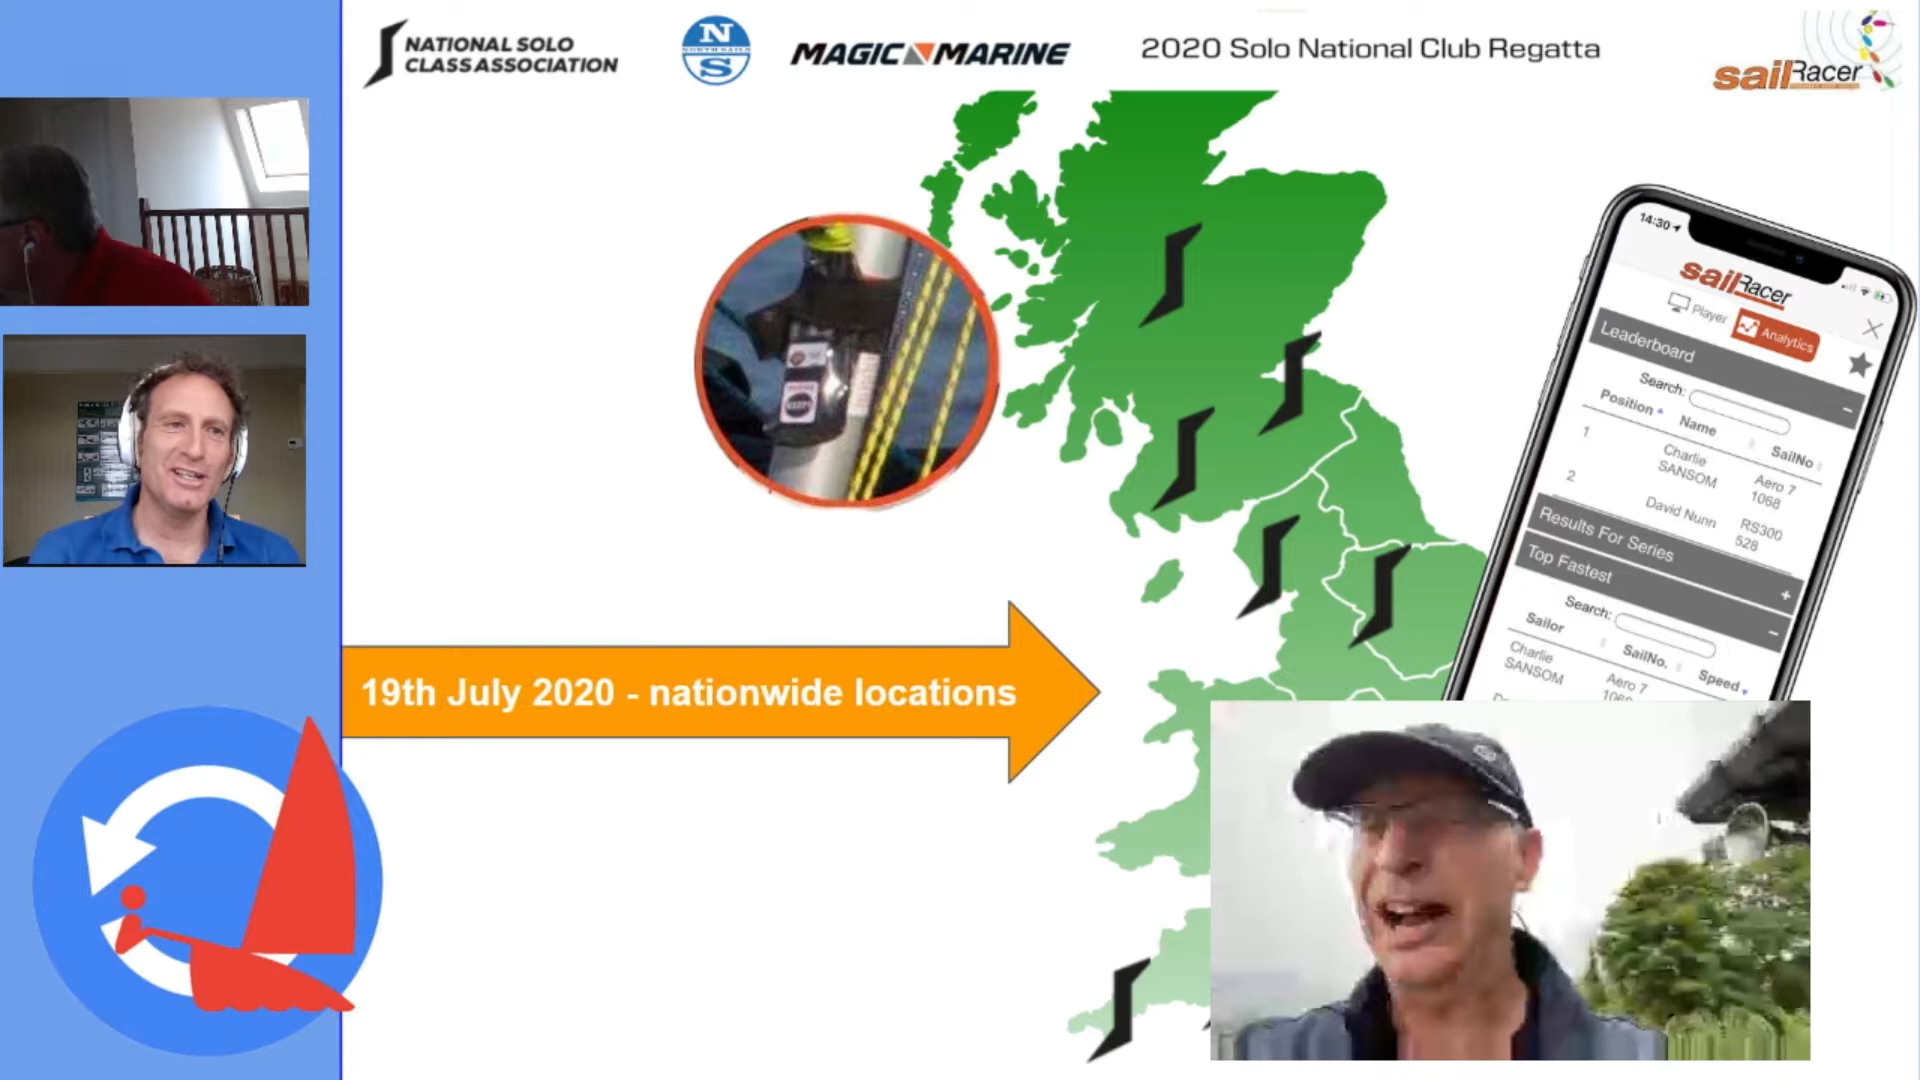 NATIONAL SOLO
CLASS ASSOCIATION
N
NORTH SAILS
S
MAGIC MARINE
2020 Solo National Club Regatta
sailRacer
14:30
sailRacer
Player
Analytics
Leaderboard
Search:
Position
Name
SailNo
1
Charlie
SANSOM
Aero 7
1068
2
David Nunn
RS300
528
Results For Series
Top Fastest
Search:
Sailor
SailNo.
Speed
Charlie
SANSOM
Aero 7
19th July 2020 - nationwide locations